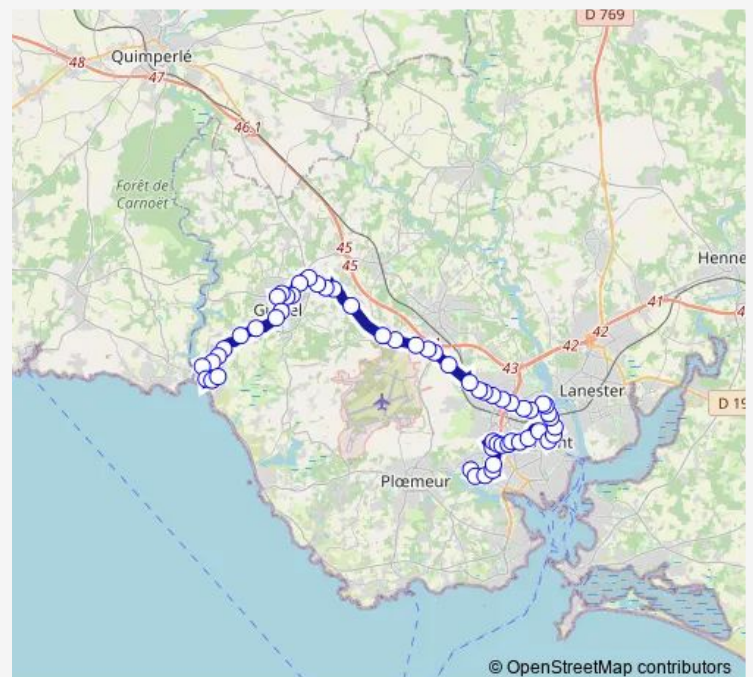 D 769
Quimperlé
48
47
46.1
Forêt de
Carnoët
45
45
Henne
41
42
42
43
Lanester
D 19
Plœmeur
© OpenStreetMap contributors